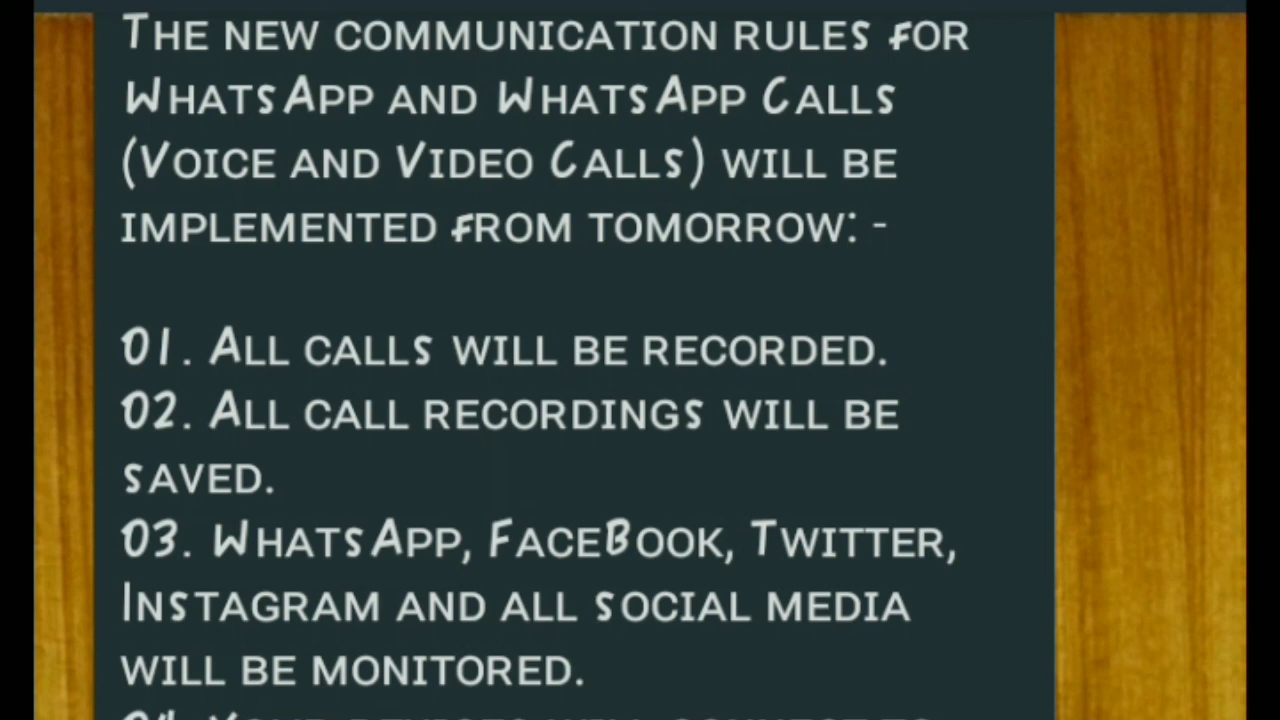 The new communication rules for
WhatsApp and WhatsApp Calls
(Voice and Video Calls) will be
implemented from tomorrow: -
01. All calls will be recorded.
02. All call recordings will be
saved.
03. WhatsApp, FaceBook, Twitter,
Instagram and all social media
will be monitored.